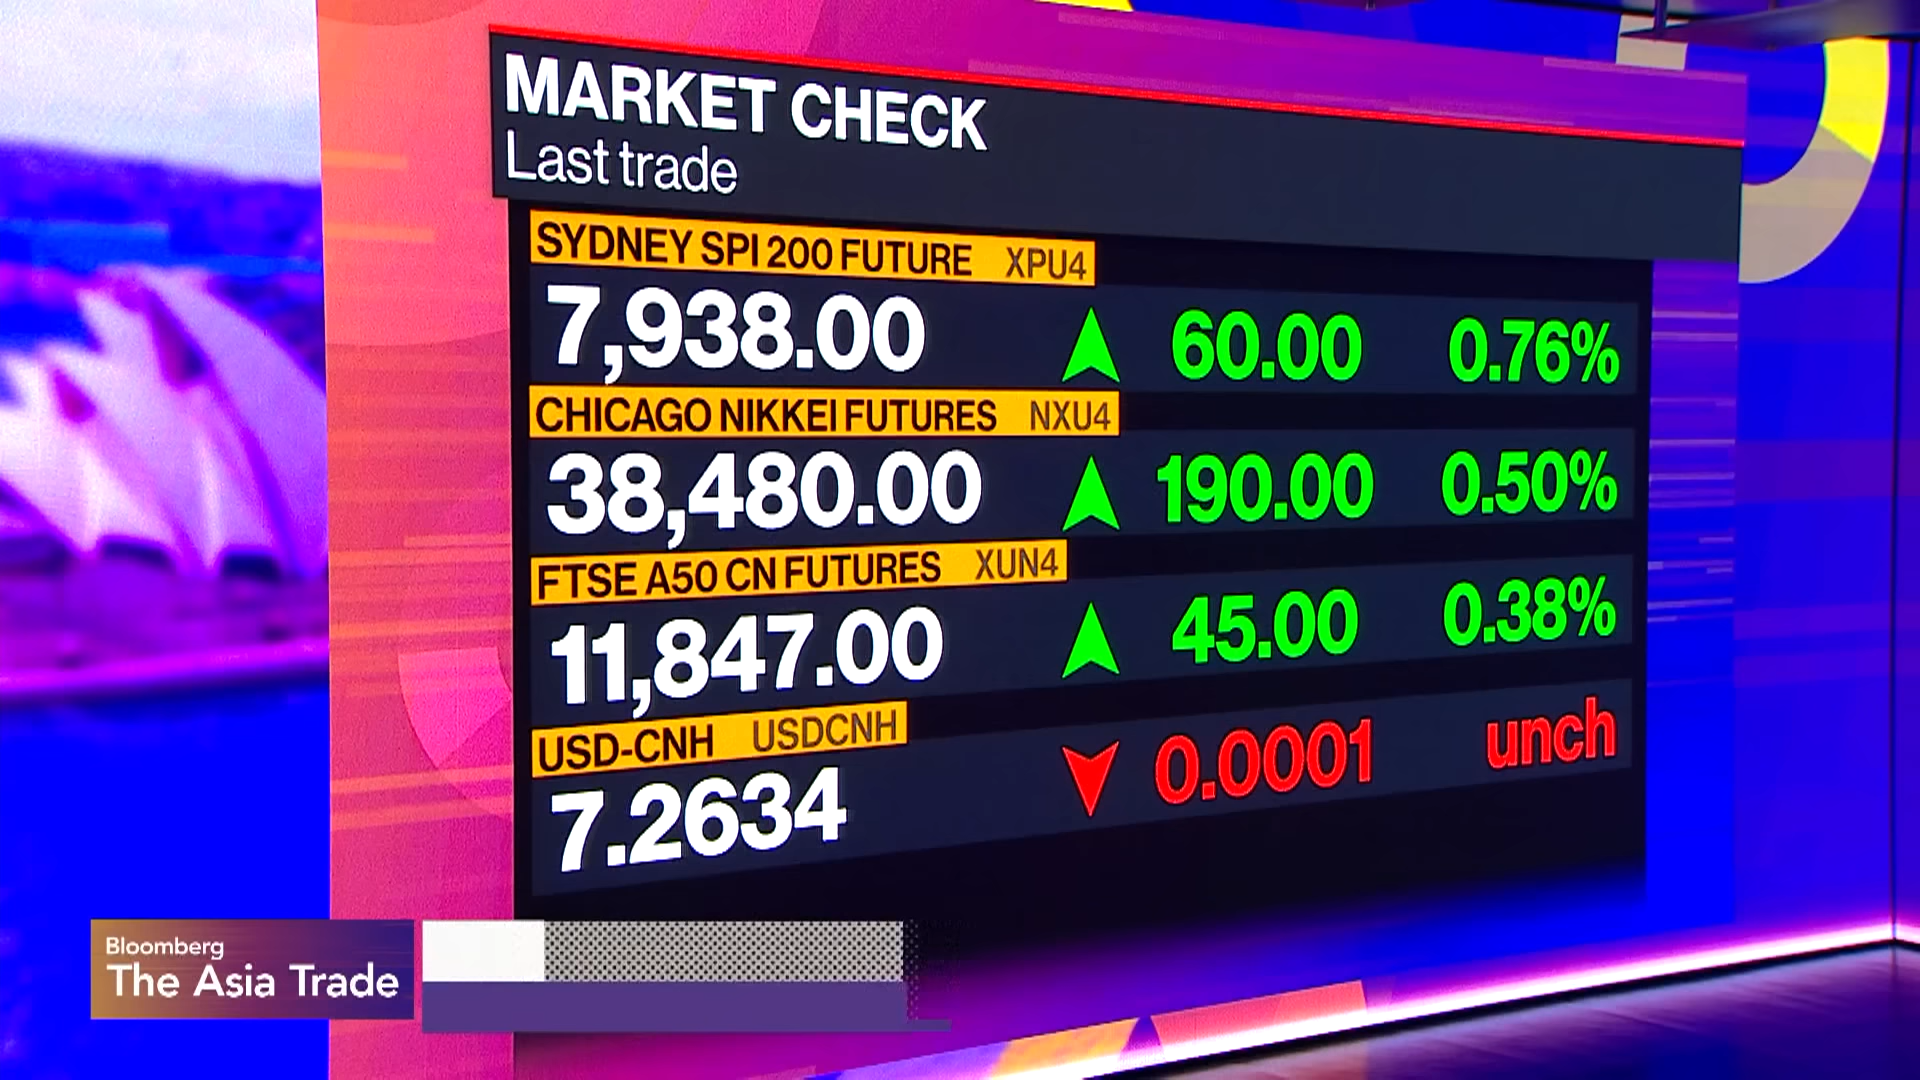 MARKET CHECK
Last trade
SYDNEY SPI 200 FUTURE XPU4
7,938.00 60.00 0.76%
CHICAGO NIKKEI FUTURES NXU4
38,480.00 190.00 0.50%
FTSE A50 CN FUTURES XUN4
11,847.00 45.00 0.38%
USD-CNH USDCNH
7.2634 0.0001 unch
Bloomberg
The Asia Trade